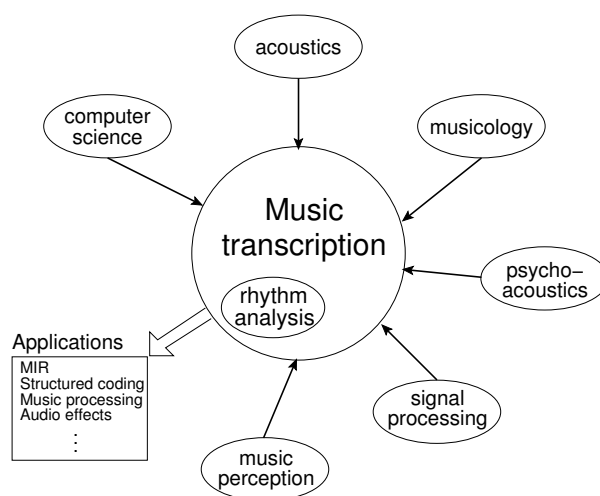 acoustics
computer
science
musicology
Music
transcription
psycho–
acoustics
rhythm
analysis
Applications
MIR
Structured coding
Music processing
Audio effects
⋮
signal
processing
music
perception